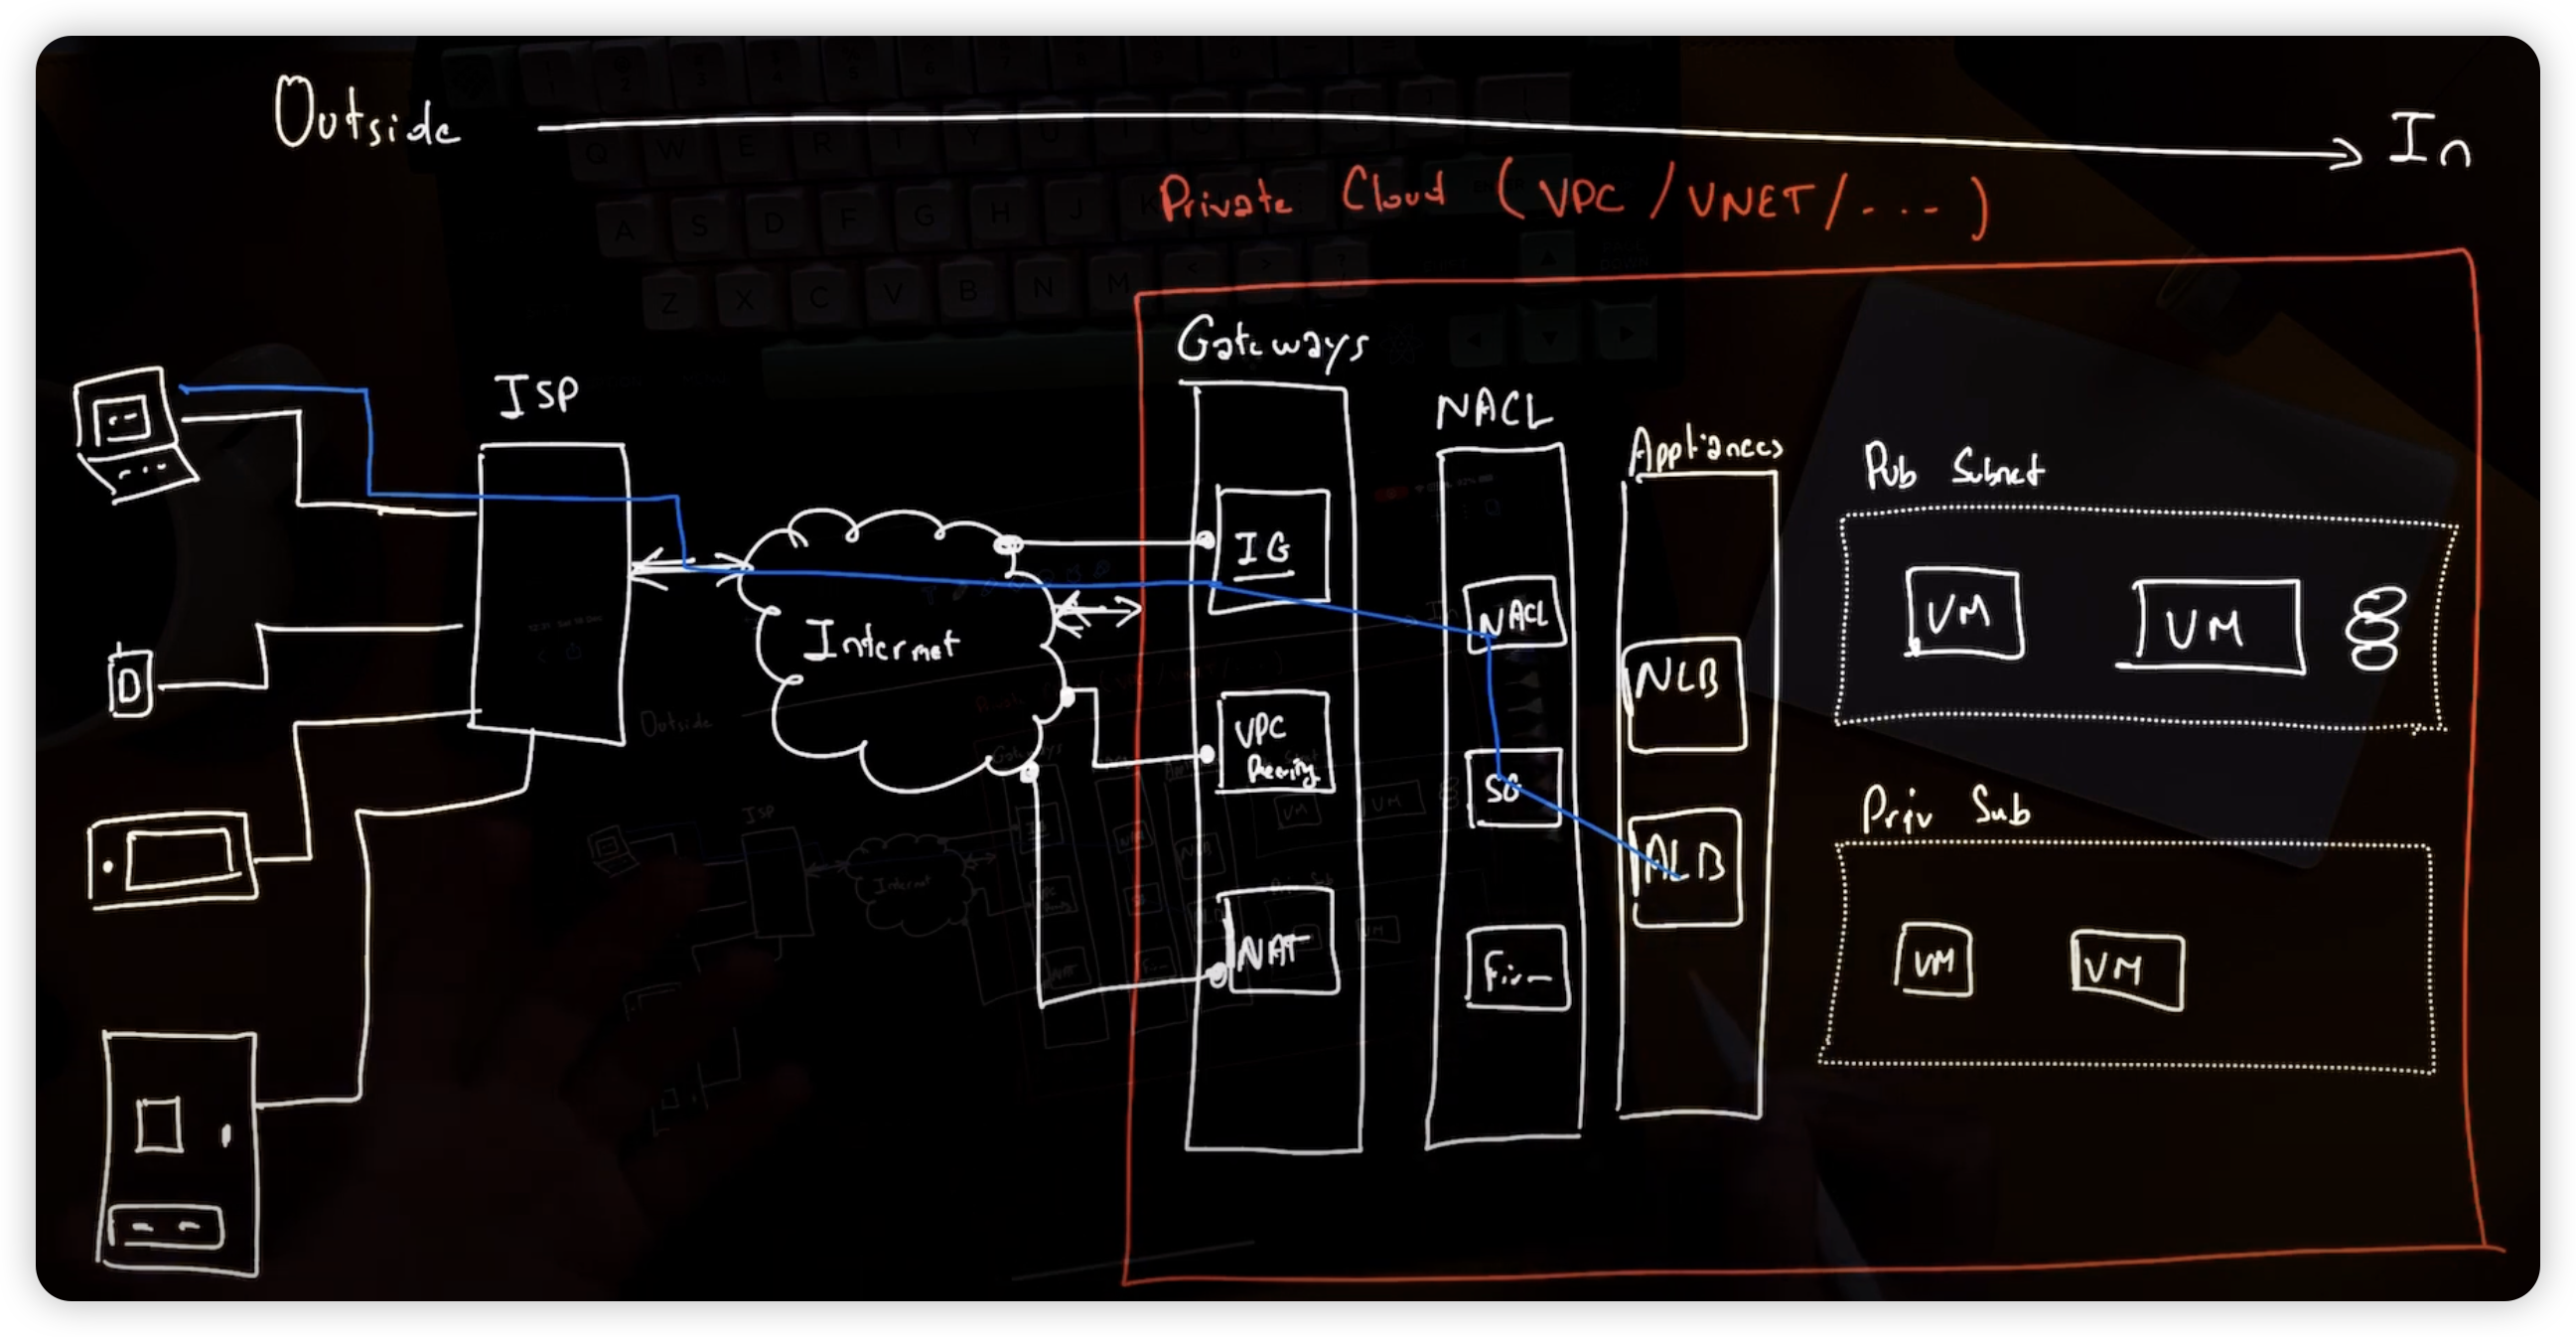 Outside
In
Private Cloud (VPC / VNET / ...)
Gateways
ISP
NACL
Appliances
Pub Subnet
IG
VM
VM
NACL
Internet
NLB
D
VPC
Peering
SG
Priv Sub
ALB
NAT
VM
VM